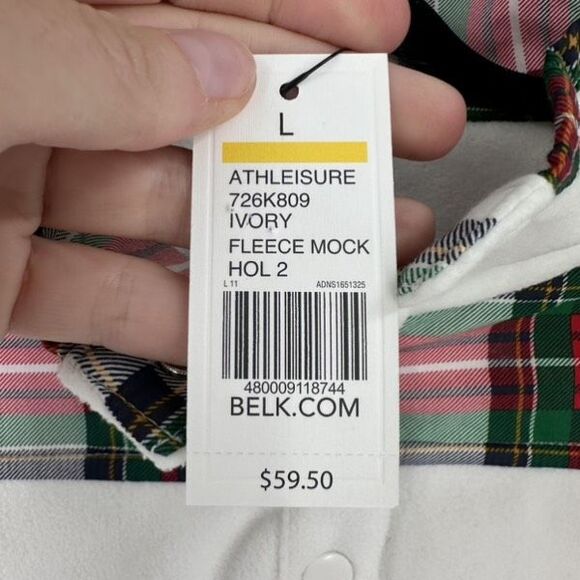 L
ATHLEISURE
726K809
IVORY
FLEECE MOCK
HOL 2
L 11 ADNS1651325
480009118744
BELK.COM
$59.50